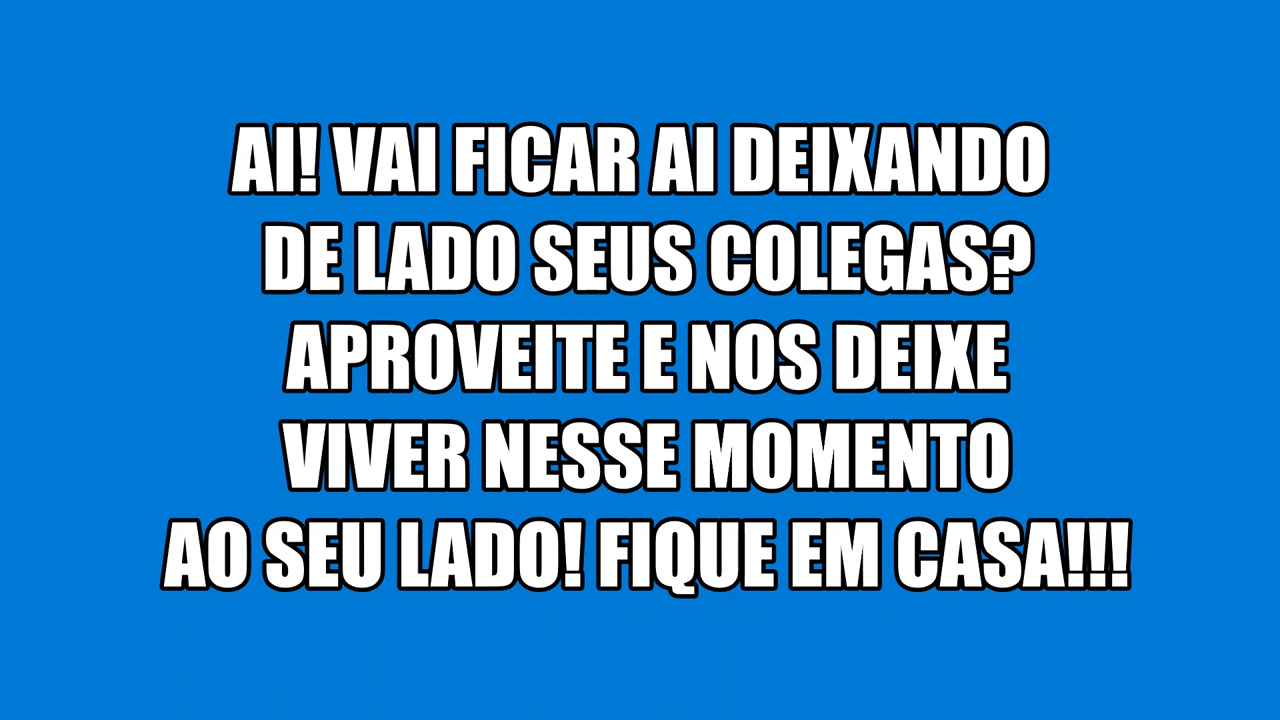 AI! VAI FICAR AI DEIXANDO
DE LADO SEUS COLEGAS?
APROVEITE E NOS DEIXE
VIVER NESSE MOMENTO
AO SEU LADO! FIQUE EM CASA!!!